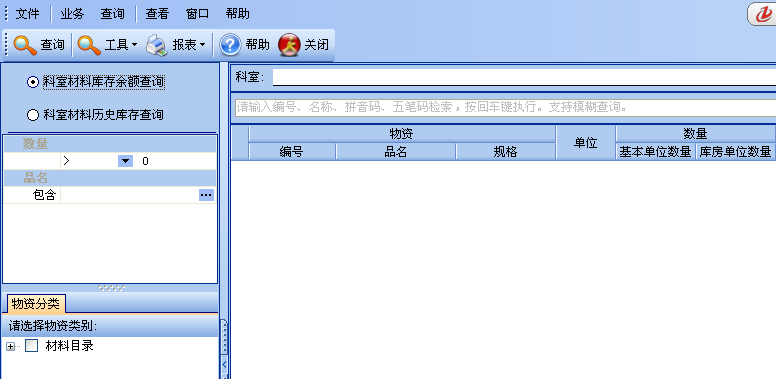 文件 业务 查询 查看 窗口 帮助
查询 工具 报表 帮助 关闭
科室材料库存余额查询
科室材料历史库存查询
数量
> 0
品名
包含 ...
物资分类
请选择物资类别:
材料目录
科室:
请输入编号、名称、拼音码、五笔码检索，按回车键执行。支持模糊查询。
物资 单位 数量
编号 品名 规格 基本单位数量 库房单位数量